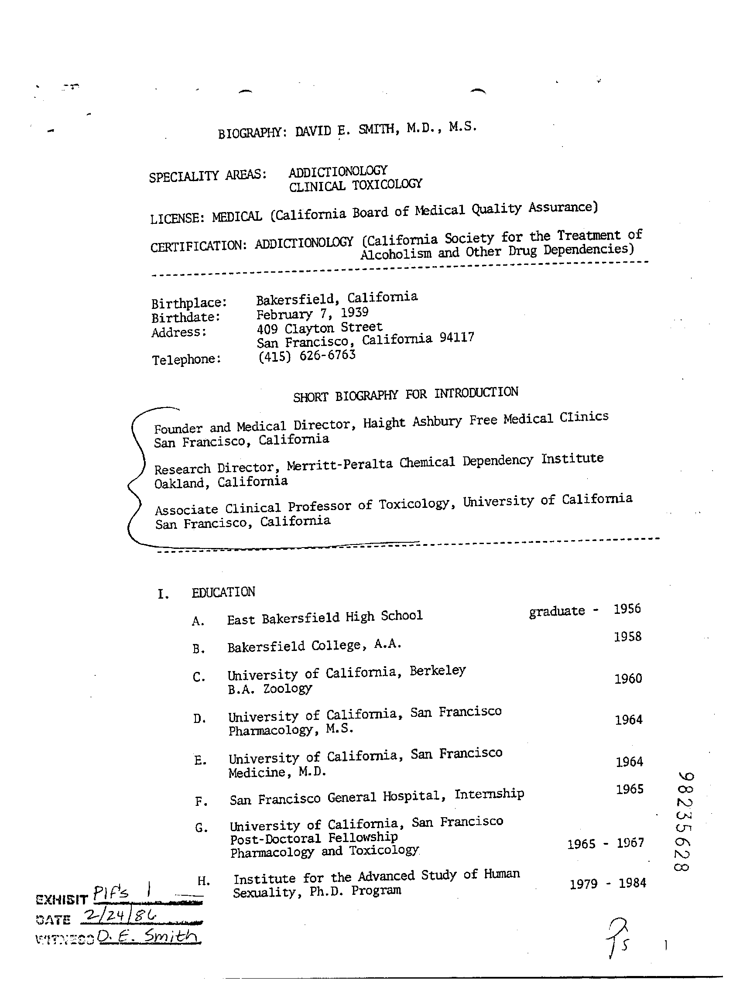 BIOGRAPHY: DAVID E. SMITH, M.D., M.S.
SPECIALITY AREAS: ADDICTIONOLOGY
CLINICAL TOXICOLOGY
LICENSE: MEDICAL (California Board of Medical Quality Assurance)
CERTIFICATION: ADDICTIONOLOGY (California Society for the Treatment of
Alcoholism and Other Drug Dependencies)
Birthplace: Bakersfield, California
Birthdate: February 7, 1939
Address: 409 Clayton Street
San Francisco, California 94117
Telephone: (415) 626-6763
SHORT BIOGRAPHY FOR INTRODUCTION
Founder and Medical Director, Haight Ashbury Free Medical Clinics
San Francisco, California
Research Director, Merritt-Peralta Chemical Dependency Institute
Oakland, California
Associate Clinical Professor of Toxicology, University of California
San Francisco, California
I. EDUCATION
A. East Bakersfield High School graduate - 1956
B. Bakersfield College, A.A. 1958
C. University of California, Berkeley
B.A. Zoology 1960
D. University of California, San Francisco
Pharmacology, M.S. 1964
E. University of California, San Francisco
Medicine, M.D. 1964
F. San Francisco General Hospital, Internship 1965
G. University of California, San Francisco
Post-Doctoral Fellowship
Pharmacology and Toxicology 1965 - 1967
H. Institute for the Advanced Study of Human
Sexuality, Ph.D. Program 1979 - 1984
98235628
EXHIBIT Plf's 1
DATE 2/24/86
WITNESS D. E. Smith
1